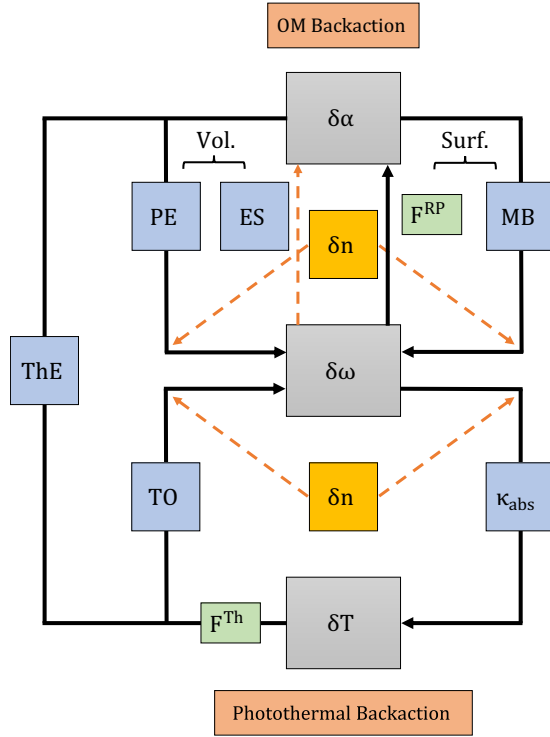 OM Backaction
δα
Vol.
Surf.
PE
ES
F^RP
MB
δn
ThE
δω
TO
δn
κ_abs
F^Th
δT
Photothermal Backaction